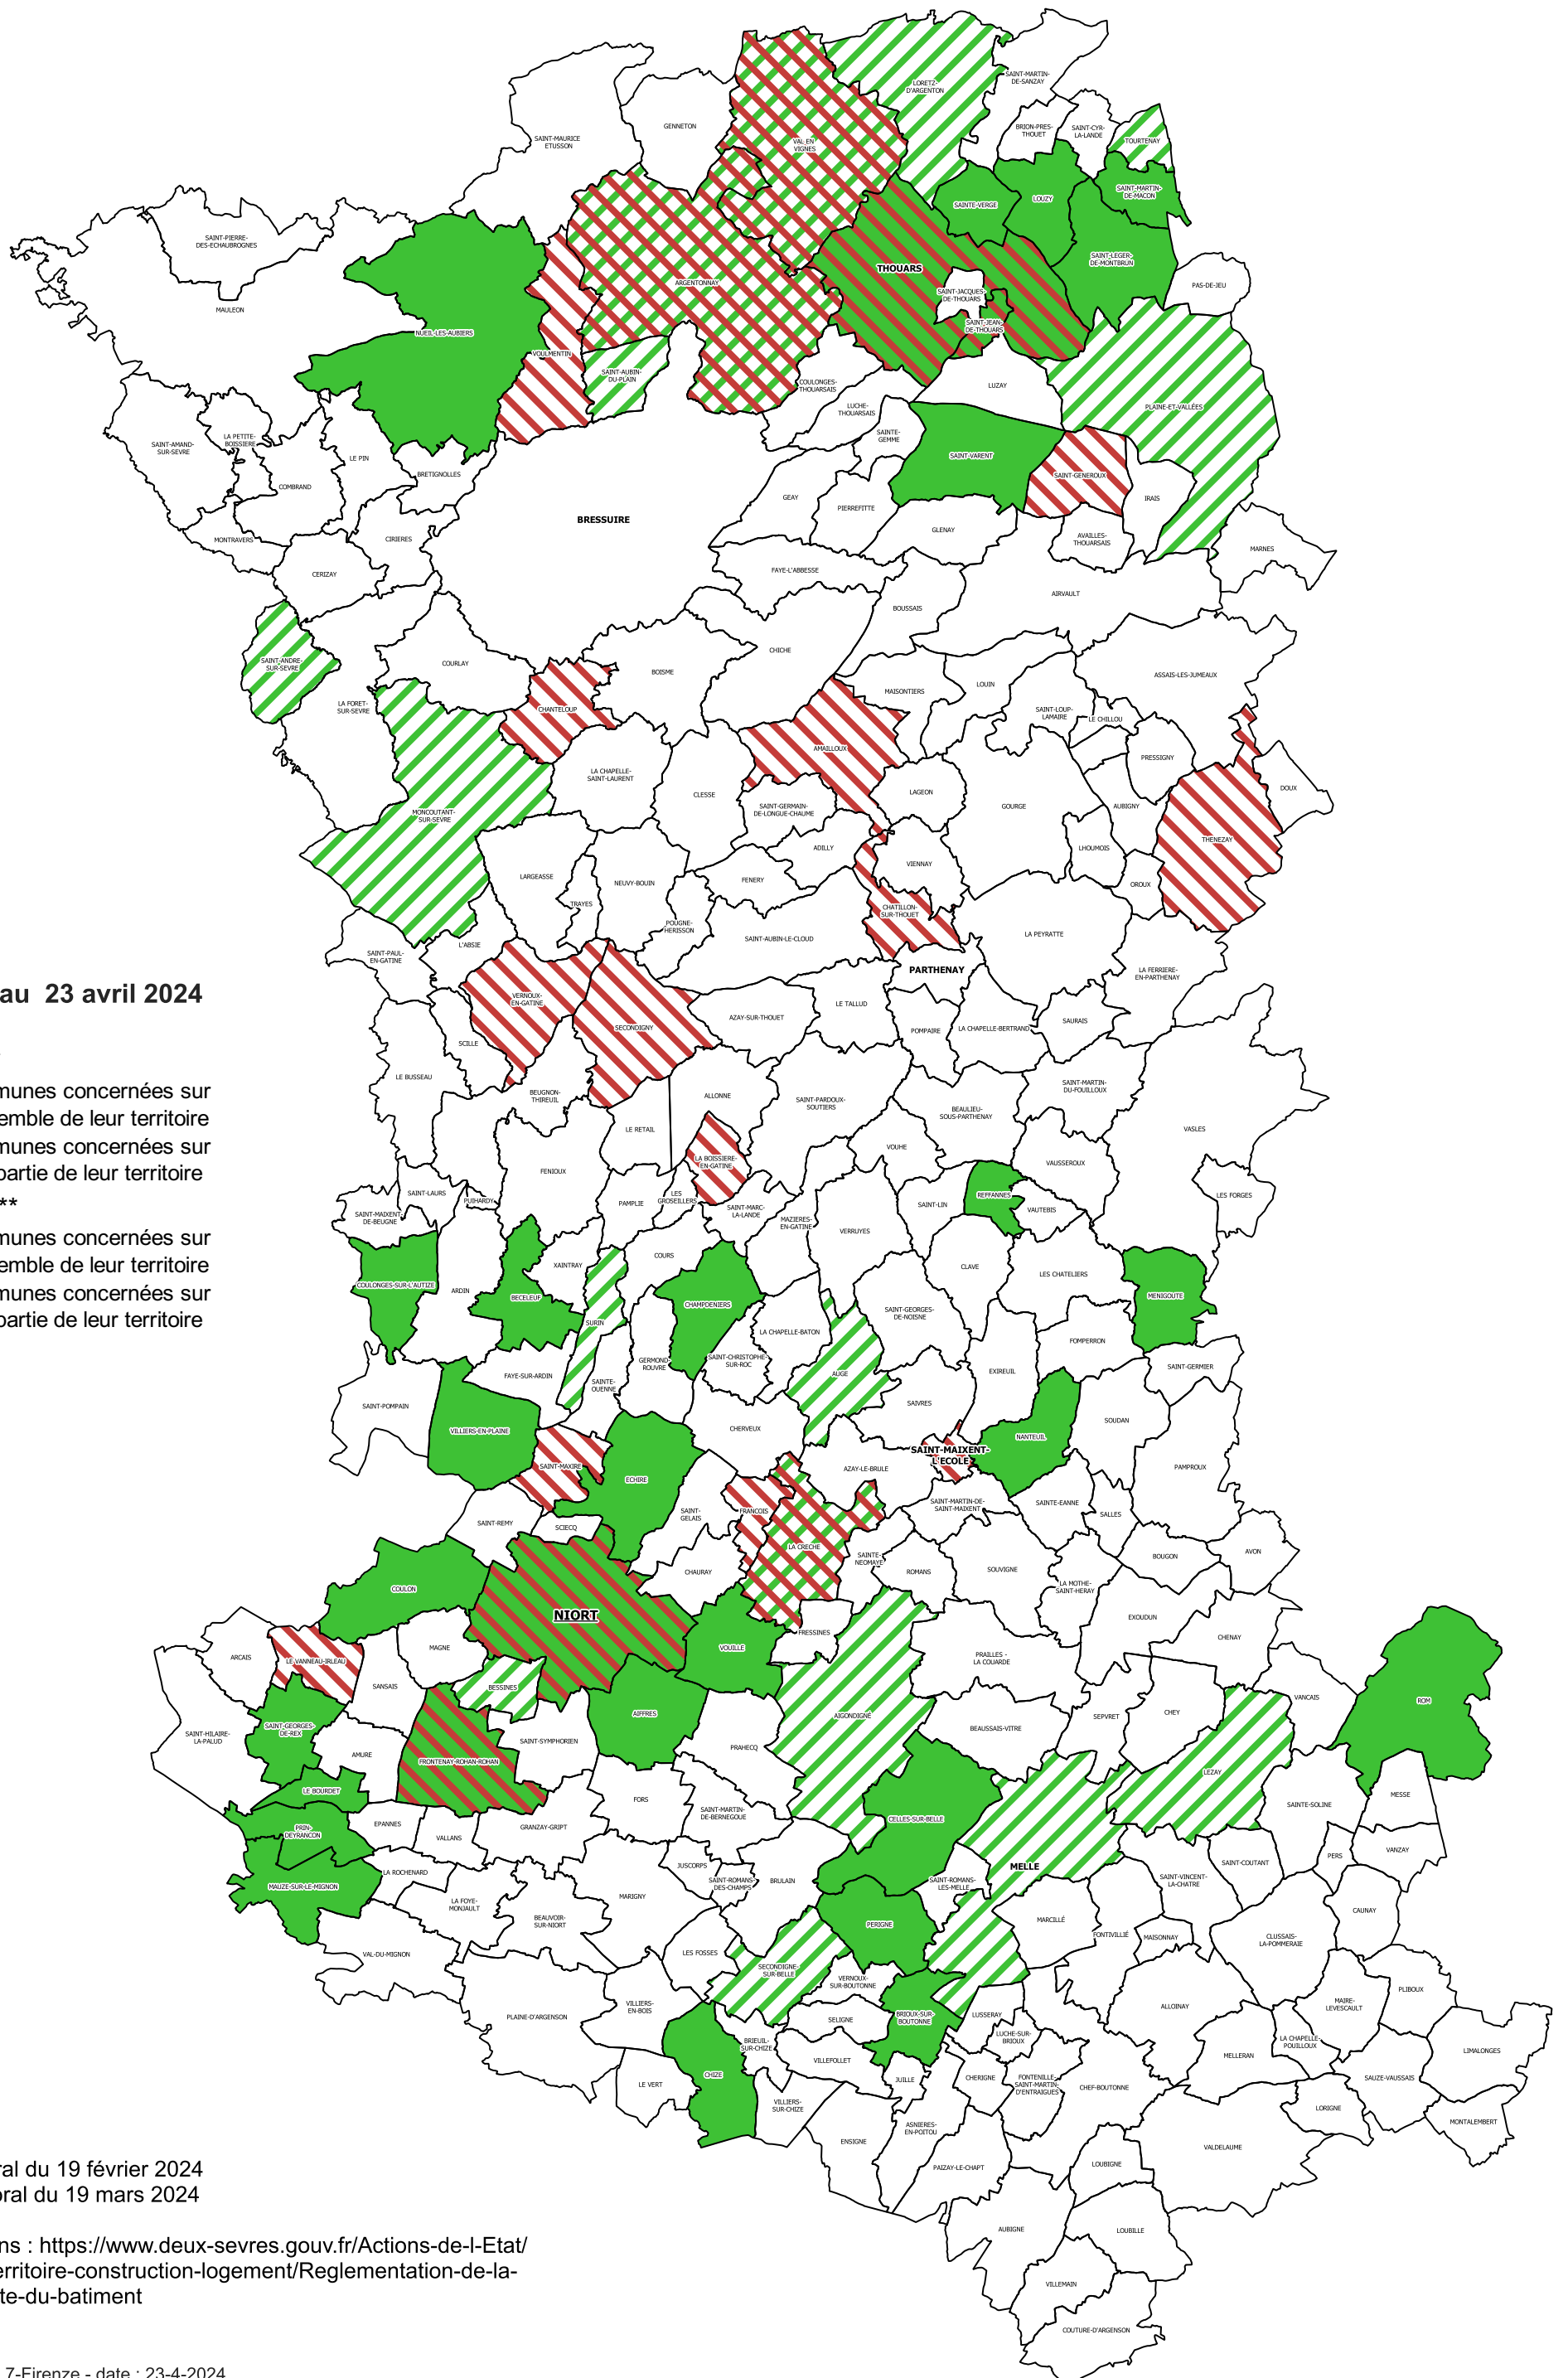 SAINT-MARTIN-
DE-SANZAY
LORETZ-
D'ARGENTON
GENNETON
BRION-PRES-
THOUET
SAINT-CYR-
LA-LANDE
TOURTENAY
SAINT-MAURICE
ETUSSON
VAL EN
VIGNES
SAINT-MARTIN-
DE-MACON
LOUZY
SAINTE-VERGE
SAINT-PIERRE-
DES-ECHAUBROGNES
SAINT-LEGER-
DE-MONTBRUN
THOUARS
ARGENTONNAY
PAS-DE-JEU
SAINT-JACQUES-
DE-THOUARS
MAULEON
SAINT-JEAN-
DE-THOUARS
NUEIL-LES-AUBIERS
VOULMENTIN
SAINT-AUBIN-
DU-PLAIN
COULONGES-
THOUARSAIS
LUZAY
LUCHE-
THOUARSAIS
PLAINE-ET-VALLÉES
SAINTE-
GEMME
LA PETITE-
BOISSIERE
SAINT-AMAND-
SUR-SEVRE
LE PIN
SAINT-VARENT
BRETIGNOLLES
SAINT-GENEROUX
COMBRAND
GEAY
IRAIS
PIERREFITTE
BRESSUIRE
GLENAY
MONTRAVERS
CIRIERES
AVAILLES-
THOUARSAIS
MARNES
FAYE-L'ABBESSE
CERIZAY
AIRVAULT
BOUSSAIS
CHICHE
SAINT-ANDRE-
SUR-SEVRE
COURLAY
BOISME
ASSAIS-LES-JUMEAUX
LOUIN
MAISONTIERS
LA FORET-
SUR-SEVRE
CHANTELOUP
SAINT-LOUP-
LAMAIRE
LE CHILLOU
AMAILLOUX
PRESSIGNY
LA CHAPELLE-
SAINT-LAURENT
DOUX
CLESSE
LAGEON
GOURGE
AUBIGNY
SAINT-GERMAIN-
DE-LONGUE-CHAUME
MONCOUTANT-
SUR-SEVRE
THENEZAY
ADILLY
LHOUMOIS
VIENNAY
LARGEASSE
NEUVY-BOUIN
FENERY
OROUX
TRAYES
CHATILLON-
SUR-THOUET
POUGNE-
HERISSON
SAINT-AUBIN-LE-CLOUD
LA PEYRATTE
L'ABSIE
SAINT-PAUL-
EN-GATINE
PARTHENAY
LA FERRIERE-
EN-PARTHENAY
au  23 avril 2024
VERNOUX-
EN-GATINE
LE TALLUD
AZAY-SUR-THOUET
SECONDIGNY
POMPAIRE
LA CHAPELLE-BERTRAND
SAURAIS
SCILLE
LE BUSSEAU
BEUGNON-
THIREUIL
ALLONNE
SAINT-PARDOUX-
SOUTIERS
BEAULIEU-
SOUS-PARTHENAY
SAINT-MARTIN-
DU-FOUILLOUX
VASLES
munes concernées sur
emble de leur territoire
munes concernées sur
partie de leur territoire
**
munes concernées sur
emble de leur territoire
munes concernées sur
partie de leur territoire
LE RETAIL
VOUHE
LA BOISSIERE-
EN-GATINE
VAUSSEROUX
FENIOUX
SAINT-LAURS
PUIHARDY
PAMPLIE
LES
GROSEILLERS
REFFANNES
LES FORGES
SAINT-MAIXENT-
DE-BEUGNE
SAINT-MARC-
LA-LANDE
SAINT-LIN
VAUTEBIS
MAZIERES-
EN-GATINE
VERRUYES
COURS
XAINTRAY
CLAVE
LES CHATELIERS
COULONGES-SUR-L'AUTIZE
ARDIN
BECELEUF
CHAMPDENIERS
MENIGOUTE
SURIN
SAINT-GEORGES-
DE-NOISNE
LA CHAPELLE-BATON
FOMPERRON
GERMOND-
ROUVRE
SAINT-CHRISTOPHE-
SUR-ROC
FAYE-SUR-ARDIN
SAINTE-
OUENNE
AUGE
EXIREUIL
SAINT-GERMIER
SAINT-POMPAIN
SAIVRES
SOUDAN
VILLIERS-EN-PLAINE
CHERVEUX
NANTEUIL
SAINT-MAIXENT-
L'ECOLE
SAINT-MAXIRE
AZAY-LE-BRULE
PAMPROUX
ECHIRE
SAINT-MARTIN-DE-
SAINT-MAIXENT
SAINTE-EANNE
SAINT-
GELAIS
FRANCOIS
SALLES
SAINT-REMY
SCIECQ
LA CRECHE
SAINTE-
NEOMAYE
AVON
BOUGON
CHAURAY
ROMANS
SOUVIGNE
LA MOTHE-
SAINT-HERAY
COULON
NIORT
EXOUDUN
FRESSINES
CHENAY
MAGNE
VOUILLE
ARCAIS
LE VANNEAU-IRLEAU
PRAILLES -
LA COUARDE
SANSAIS
BESSINES
VANCAIS
ROM
AIFFRES
CHEY
SEPVRET
AIGONDIGNÉ
BEAUSSAIS-VITRE
SAINT-GEORGES-
DE-REX
SAINT-HILAIRE-
LA-PALUD
SAINT-SYMPHORIEN
PRAHECQ
AMURE
FRONTENAY-ROHAN-ROHAN
LEZAY
LE BOURDET
MESSE
FORS
SAINTE-SOLINE
SAINT-MARTIN-
DE-BERNEGOUE
CELLES-SUR-BELLE
EPANNES
PRIN-
DEYRANCON
GRANZAY-GRIPT
VALLANS
VANZAY
PERS
SAINT-COUTANT
MELLE
JUSCORPS
LA ROCHENARD
SAINT-ROMANS-
DES-CHAMPS
BRULAIN
SAINT-ROMANS-
LES-MELLE
SAINT-VINCENT-
LA-CHATRE
MAUZE-SUR-LE-MIGNON
MARIGNY
LA FOYE-
MONJAULT
CAUNAY
BEAUVOIR-
SUR-NIORT
PERIGNE
MARCILLÉ
FONTIVILLIÉ
MAISONNAY
CLUSSAIS-
LA-POMMERAIE
VAL-DU-MIGNON
LES FOSSES
SECONDIGNE-
SUR-BELLE
VERNOUX-
SUR-BOUTONNE
PLIBOUX
VILLIERS-
EN-BOIS
ALLOINAY
MAIRE-
LEVESCAULT
PLAINE-D'ARGENSON
SELIGNE
BRIOUX-SUR-
BOUTONNE
LUSSERAY
LUCHE-SUR-
BRIOUX
BRIEUIL-
SUR-CHIZE
LA CHAPELLE-
POUILLOUX
LIMALONGES
MELLERAN
VILLEFOLLET
CHIZE
LE VERT
JUILLE
CHERIGNE
FONTENILLE-
SAINT-MARTIN-
D'ENTRAIGUES
CHEF-BOUTONNE
SAUZE-VAUSSAIS
VILLIERS-
SUR-CHIZE
LORIGNE
MONTALEMBERT
ASNIERES-
EN-POITOU
ENSIGNE
VALDELAUME
PAIZAY-LE-CHAPT
LOUBIGNE
ral du 19 février 2024
oral du 19 mars 2024
AUBIGNE
LOUBILLE
ns : https://www.deux-sevres.gouv.fr/Actions-de-l-Etat/
erritoire-construction-logement/Reglementation-de-la-
te-du-batiment
VILLEMAIN
COUTURE-D'ARGENSON
7-Firenze - date : 23-4-2024